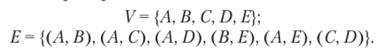 V = {A, B, C, D, E};
E = {(A, B), (A, C), (A, D), (B, E), (A, E), (C, D)}.